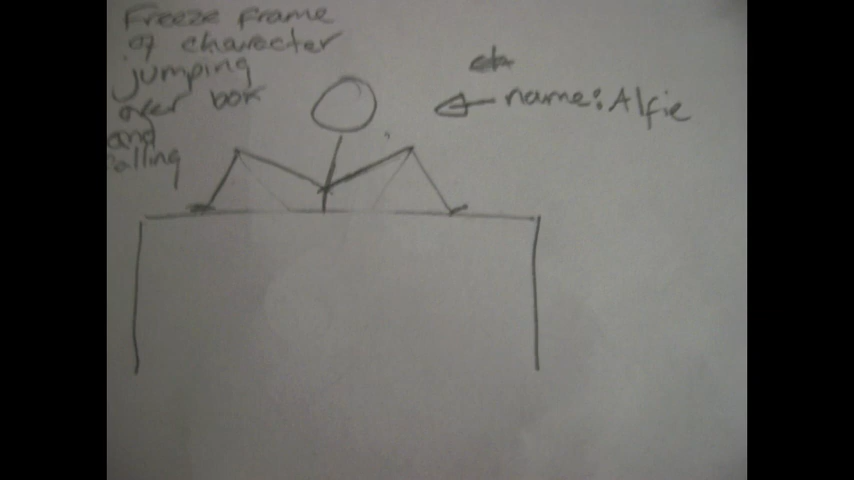 Freeze frame
of character
jumping
over box
and
falling
name: Alfie